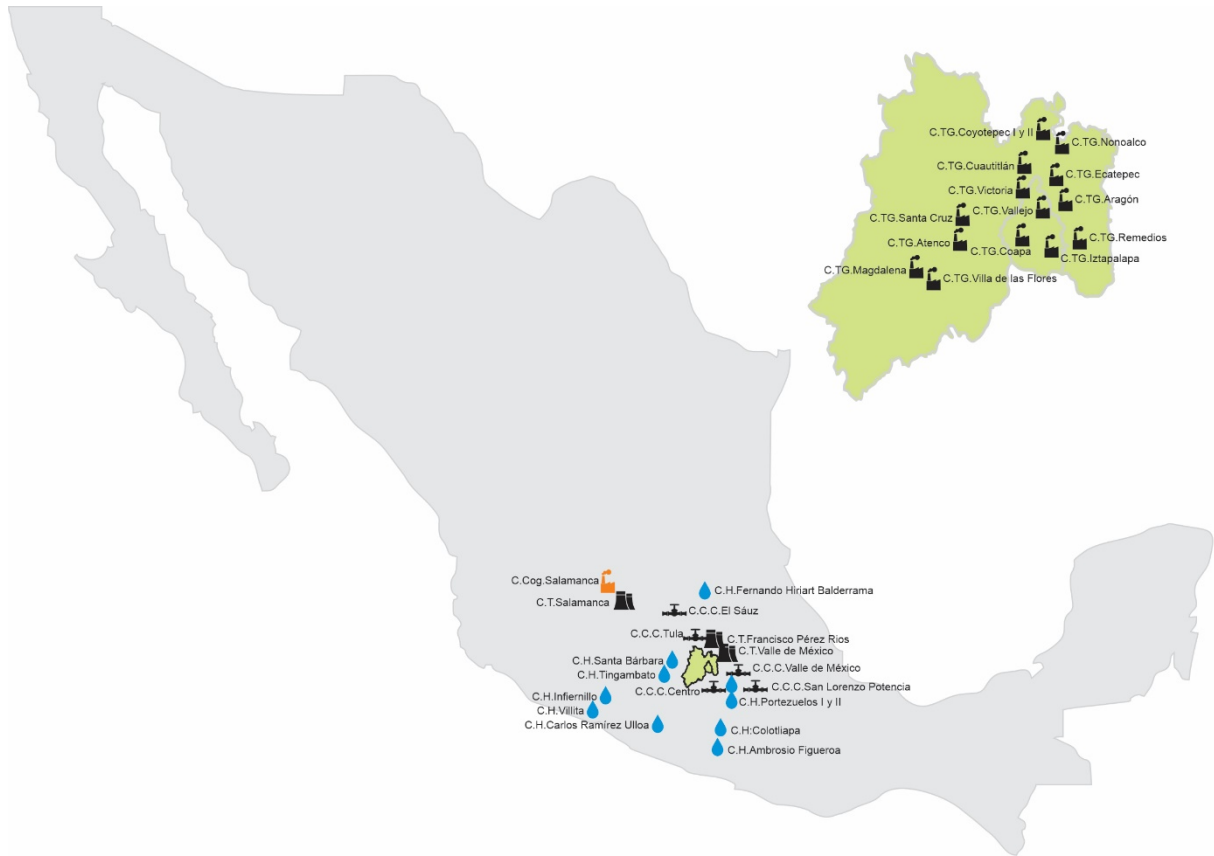 C.TG.Coyotepec I y II
C.TG.Nonoalco
C.TG.Cuautitlán
C.TG.Ecatepec
C.TG.Victoria
C.TG.Aragón
C.TG.Vallejo
C.TG.Santa Cruz
C.TG.Remedios
C.TG.Atenco
C.TG.Coapa
C.TG.Iztapalapa
C.TG.Magdalena
C.TG.Villa de las Flores
C.Cog.Salamanca
C.H.Fernando Hiriart Balderrama
C.T.Salamanca
C.C.C.El Sáuz
C.C.C.Tula
C.T.Francisco Pérez Rios
C.T.Valle de México
C.H.Santa Bárbara
C.C.C.Valle de México
C.H.Tingambato
C.C.C.San Lorenzo Potencia
C.C.C.Centro
C.H.Infiernillo
C.H.Portezuelos I y II
C.H.Villita
C.H.Carlos Ramírez Ulloa
C.H:Colotliapa
C.H.Ambrosio Figueroa